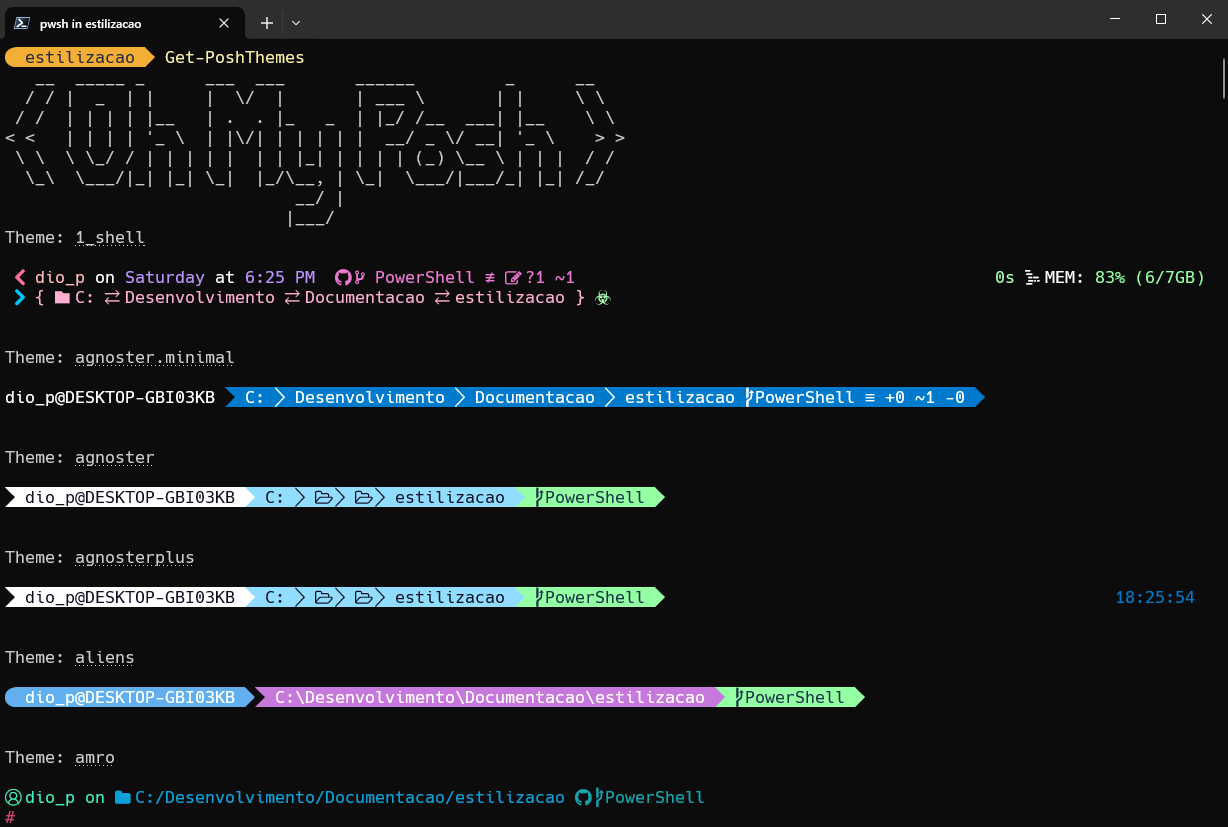 pwsh in estilizacao
estilizacao Get-PoshThemes
  __  _____ _      ___  ___       ______         _      __
 / / |  _  | |     |  \/  |       | ___ \       | |     \ \
/ /  | | | | |__   | .  . |_   _  | |_/ /__  ___| |__    \ \
< <   | | | | '_ \  | |\/| | | | | |  __/ _ \/ __| '_ \    > >
\ \  \ \_/ / | | | | |  | | |_| | | | | (_) \__ \ | | |  / /
 \_\  \___/|_| |_| \_|  |_/\__, | \_|  \___/|___/_| |_| /_/
                            __/ |
                           |___/
Theme: 1_shell
dio_p on Saturday at 6:25 PM PowerShell ≢ ?1 ~1 0s MEM: 83% (6/7GB)
{ C: ⇄ Desenvolvimento ⇄ Documentacao ⇄ estilizacao } ☣
Theme: agnoster.minimal
dio_p@DESKTOP-GBI03KB C: Desenvolvimento Documentacao estilizacao PowerShell ≡ +0 ~1 -0
Theme: agnoster
dio_p@DESKTOP-GBI03KB C: estilizacao PowerShell
Theme: agnosterplus
dio_p@DESKTOP-GBI03KB C: estilizacao PowerShell 18:25:54
Theme: aliens
dio_p@DESKTOP-GBI03KB C:\Desenvolvimento\Documentacao\estilizacao PowerShell
Theme: amro
dio_p on C:/Desenvolvimento/Documentacao/estilizacao PowerShell
#